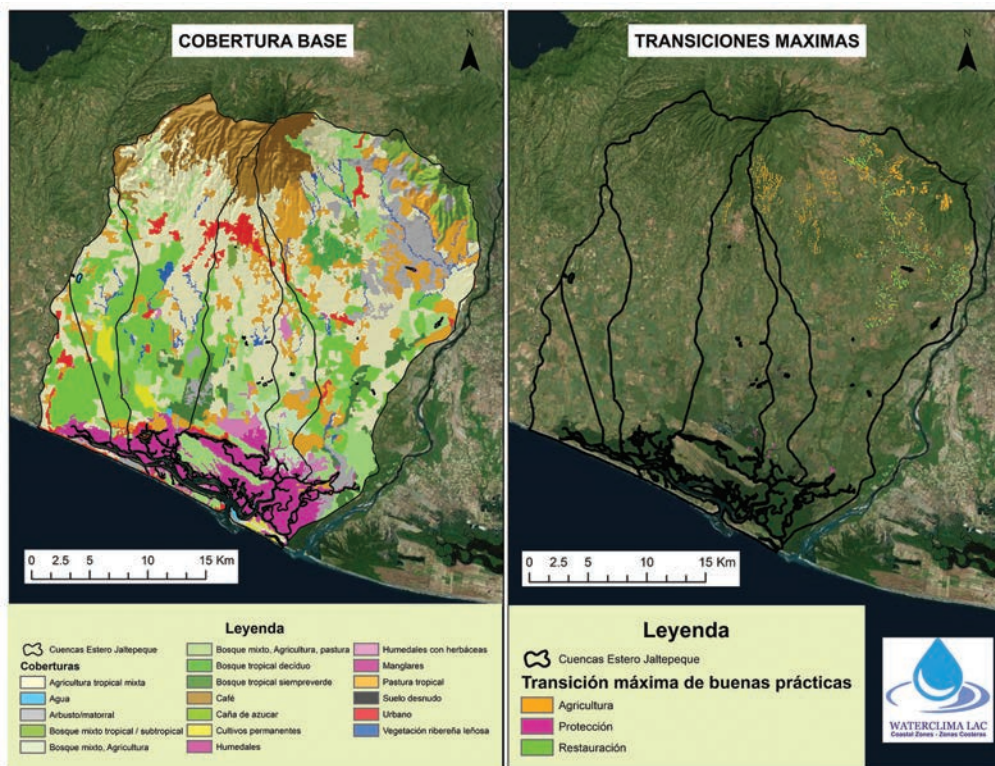 COBERTURA BASE
N
0 2.5 5 10 15 Km
Leyenda
Cuencas Estero Jaltepeque
Coberturas
Agricultura tropical mixta
Agua
Arbusto/matorral
Bosque mixto tropical / subtropical
Bosque mixto, Agricultura
Bosque mixto, Agricultura, pastura
Bosque tropical decíduo
Bosque tropical siempreverde
Café
Caña de azucar
Cultivos permanentes
Humedales
Humedales con herbáceas
Manglares
Pastura tropical
Suelo desnudo
Urbano
Vegetación ribereña leñosa
TRANSICIONES MAXIMAS
N
0 2.5 5 10 15 Km
Leyenda
Cuencas Estero Jaltepeque
Transición máxima de buenas prácticas
Agricultura
Protección
Restauración
WATERCLIMA LAC
Coastal Zones - Zonas Costeras